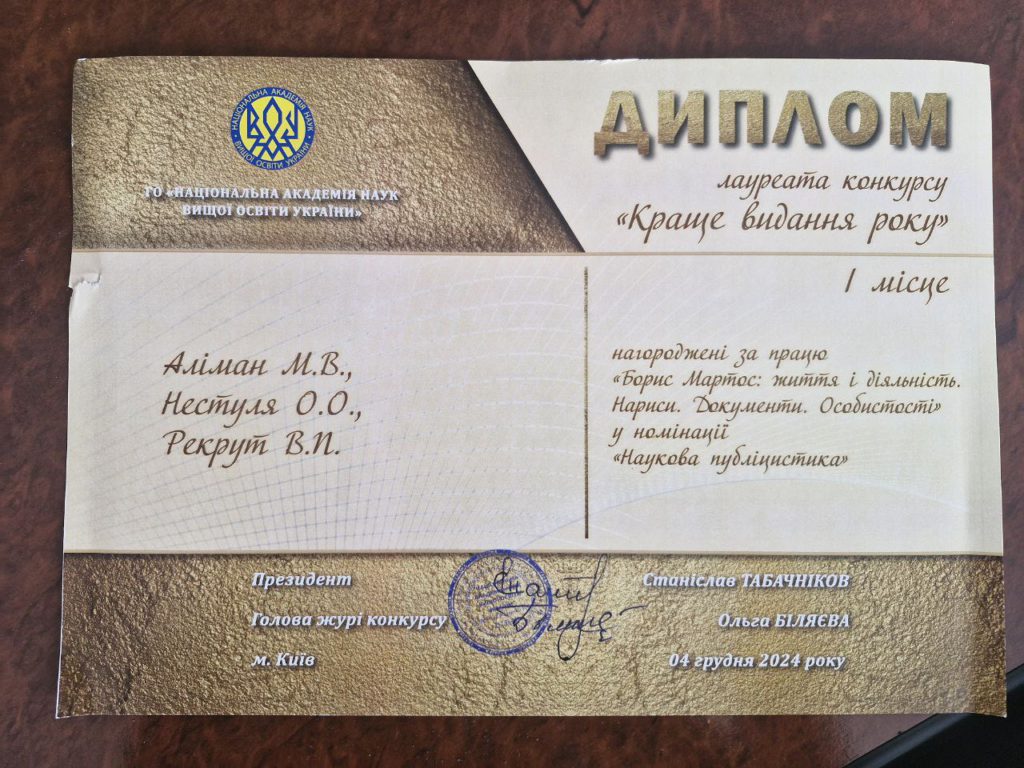 НАЦІОНАЛЬНА АКАДЕМІЯ НАУК
ВИЩОЇ ОСВІТИ УКРАЇНИ
ГО «НАЦІОНАЛЬНА АКАДЕМІЯ НАУК
ВИЩОЇ ОСВІТИ УКРАЇНИ»
ДИПЛОМ
лауреата конкурсу
«Краще видання року»
І місце
Аліман М.В.,
Нестуля О.О.,
Рекрут В.П.
нагороджені за працю
«Борис Мартос: життя і діяльність.
Нариси. Документи. Особистості»
у номінації
«Наукова публіцистика»
Президент
Станіслав ТАБАЧНІКОВ
Голова журі конкурсу
Ольга БІЛЯЄВА
м. Київ
04 грудня 2024 року